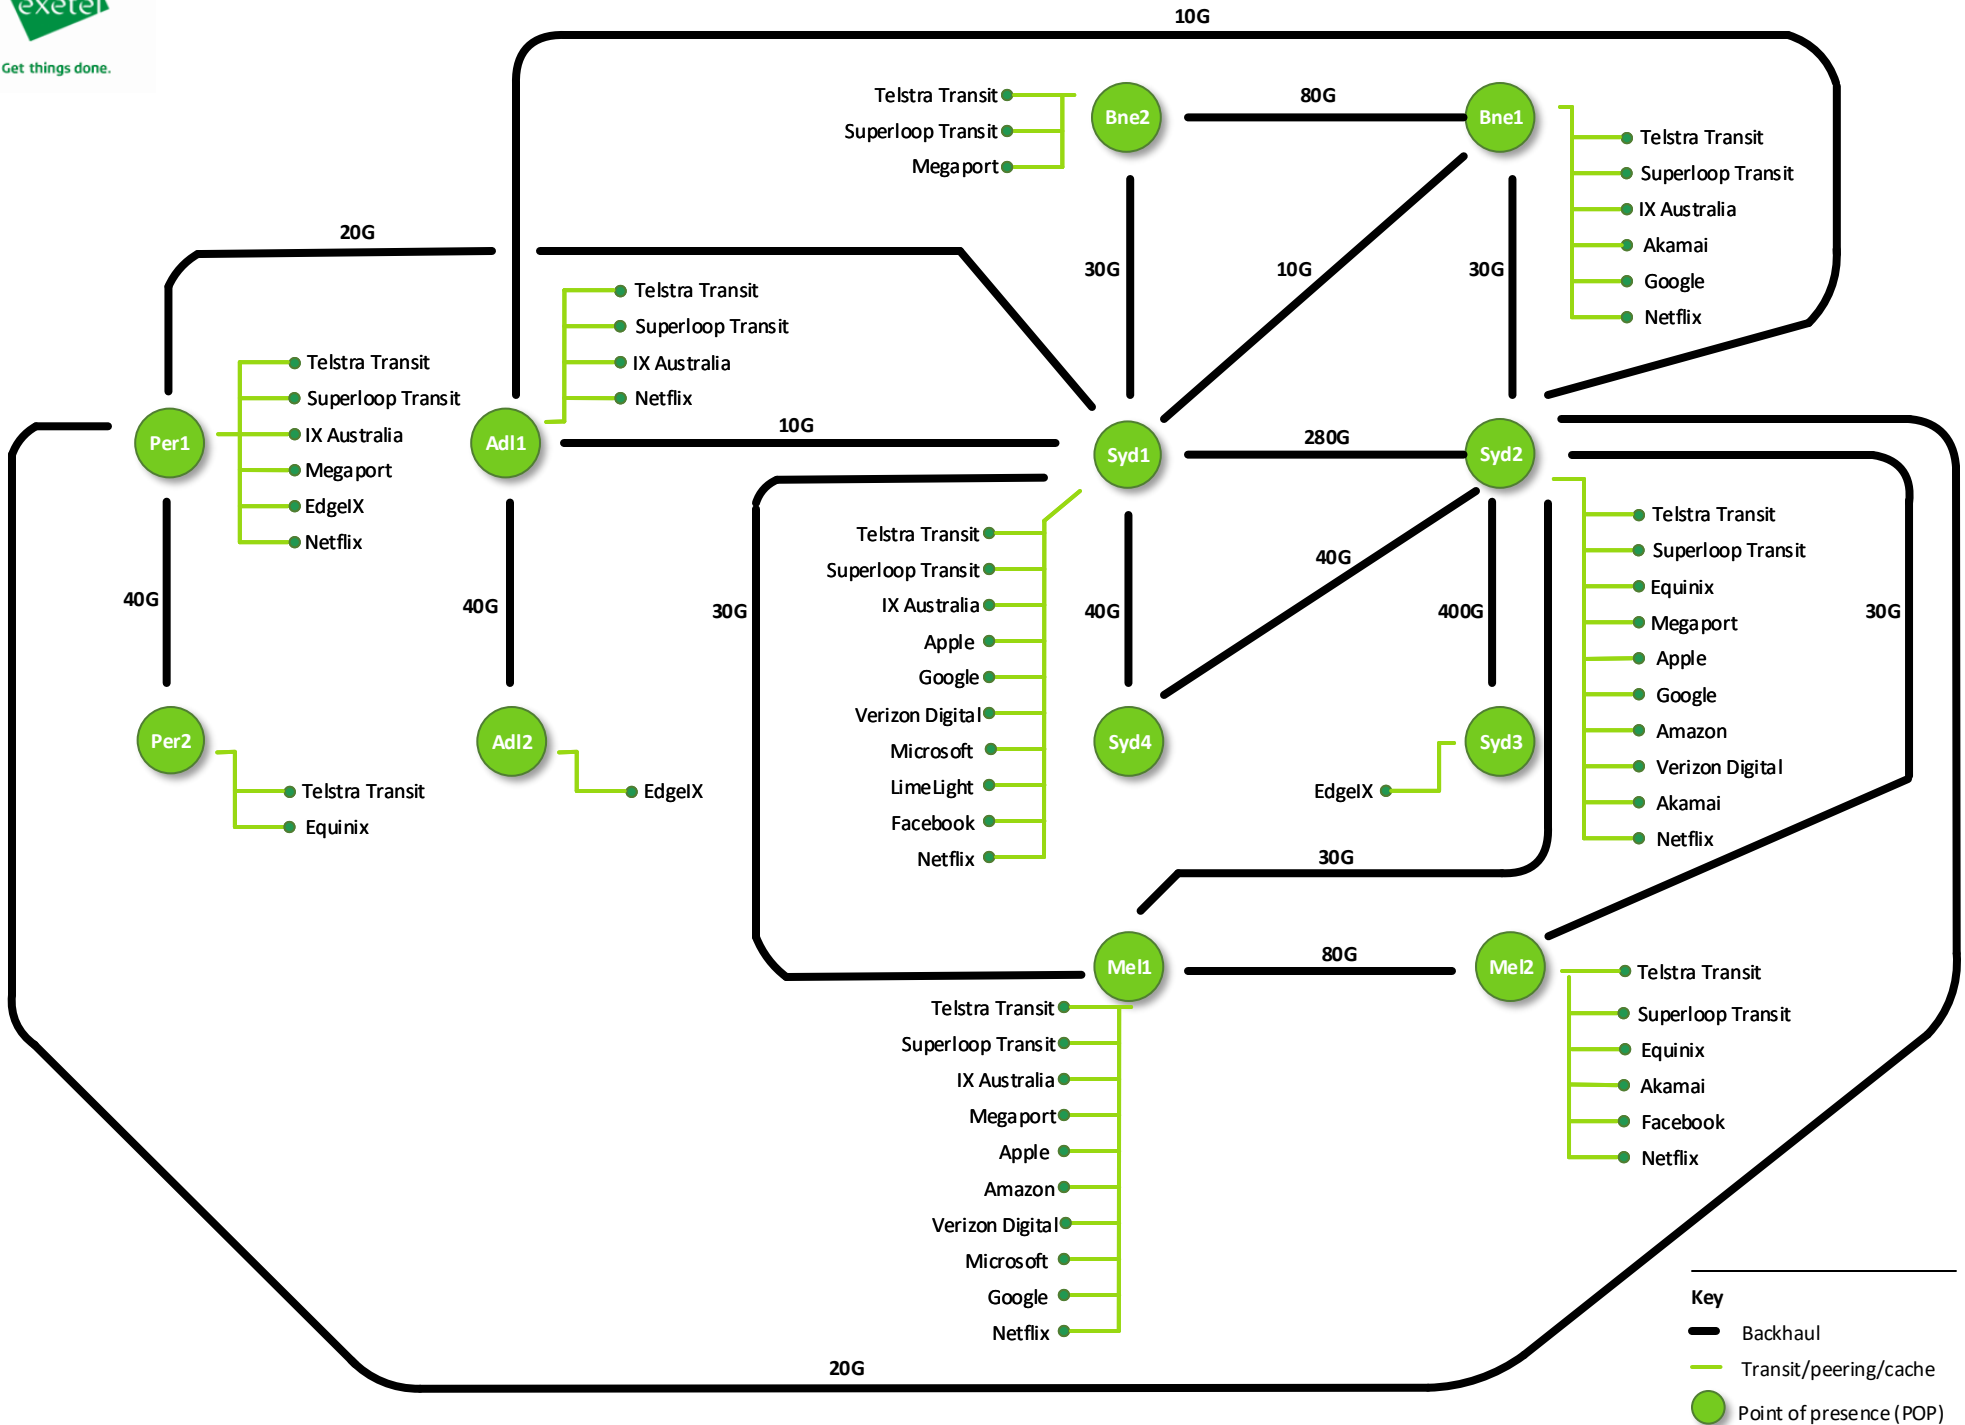 exetel
Get things done.
10G
Telstra Transit
Superloop Transit
Megaport
Bne2
80G
Bne1
Telstra Transit
Superloop Transit
IX Australia
Akamai
Google
Netflix
20G
30G
10G
30G
Telstra Transit
Superloop Transit
IX Australia
Netflix
Telstra Transit
Superloop Transit
IX Australia
Megaport
EdgeIX
Netflix
Per1
Adl1
10G
Syd1
280G
Syd2
Telstra Transit
Superloop Transit
IX Australia
Apple
Google
Verizon Digital
Microsoft
LimeLight
Facebook
Netflix
Telstra Transit
Superloop Transit
Equinix
Megaport
Apple
Google
Amazon
Verizon Digital
Akamai
Netflix
40G
40G
30G
40G
40G
400G
30G
Per2
Telstra Transit
Equinix
Adl2
EdgeIX
Syd4
EdgeIX
Syd3
30G
Mel1
80G
Mel2
Telstra Transit
Superloop Transit
IX Australia
Megaport
Apple
Amazon
Verizon Digital
Microsoft
Google
Netflix
Telstra Transit
Superloop Transit
Equinix
Akamai
Facebook
Netflix
20G
Key
Backhaul
Transit/peering/cache
Point of presence (POP)